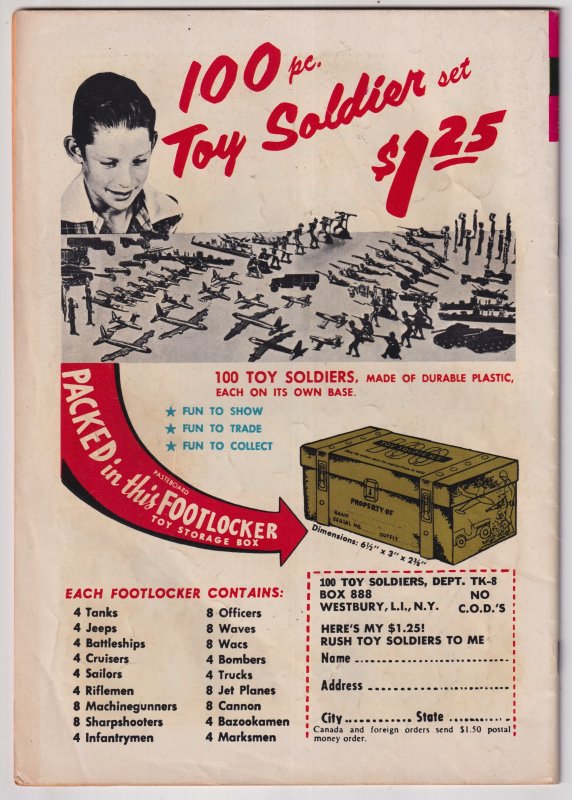 100 pc.
Toy Soldier set
$1.25
100 TOY SOLDIERS, MADE OF DURABLE PLASTIC,
EACH ON ITS OWN BASE.
★ FUN TO SHOW
★ FUN TO TRADE
★ FUN TO COLLECT
PACKED in this
PASTEBOARD
FOOTLOCKER
TOY STORAGE BOX
PROPERTY OF
NAME
SERIAL NO. OUTFIT
Dimensions: 6½" x 3" x 2⅜"
EACH FOOTLOCKER CONTAINS:
4 Tanks
4 Jeeps
4 Battleships
4 Cruisers
4 Sailors
4 Riflemen
8 Machinegunners
8 Sharpshooters
4 Infantrymen
8 Officers
8 Waves
8 Wacs
4 Bombers
4 Trucks
8 Jet Planes
8 Cannon
4 Bazookamen
4 Marksmen
100 TOY SOLDIERS, DEPT. TK-8
BOX 888 NO
WESTBURY, L.I., N.Y. C.O.D.'S
HERE'S MY $1.25!
RUSH TOY SOLDIERS TO ME
Name
Address
City State
Canada and foreign orders send $1.50 postal
money order.